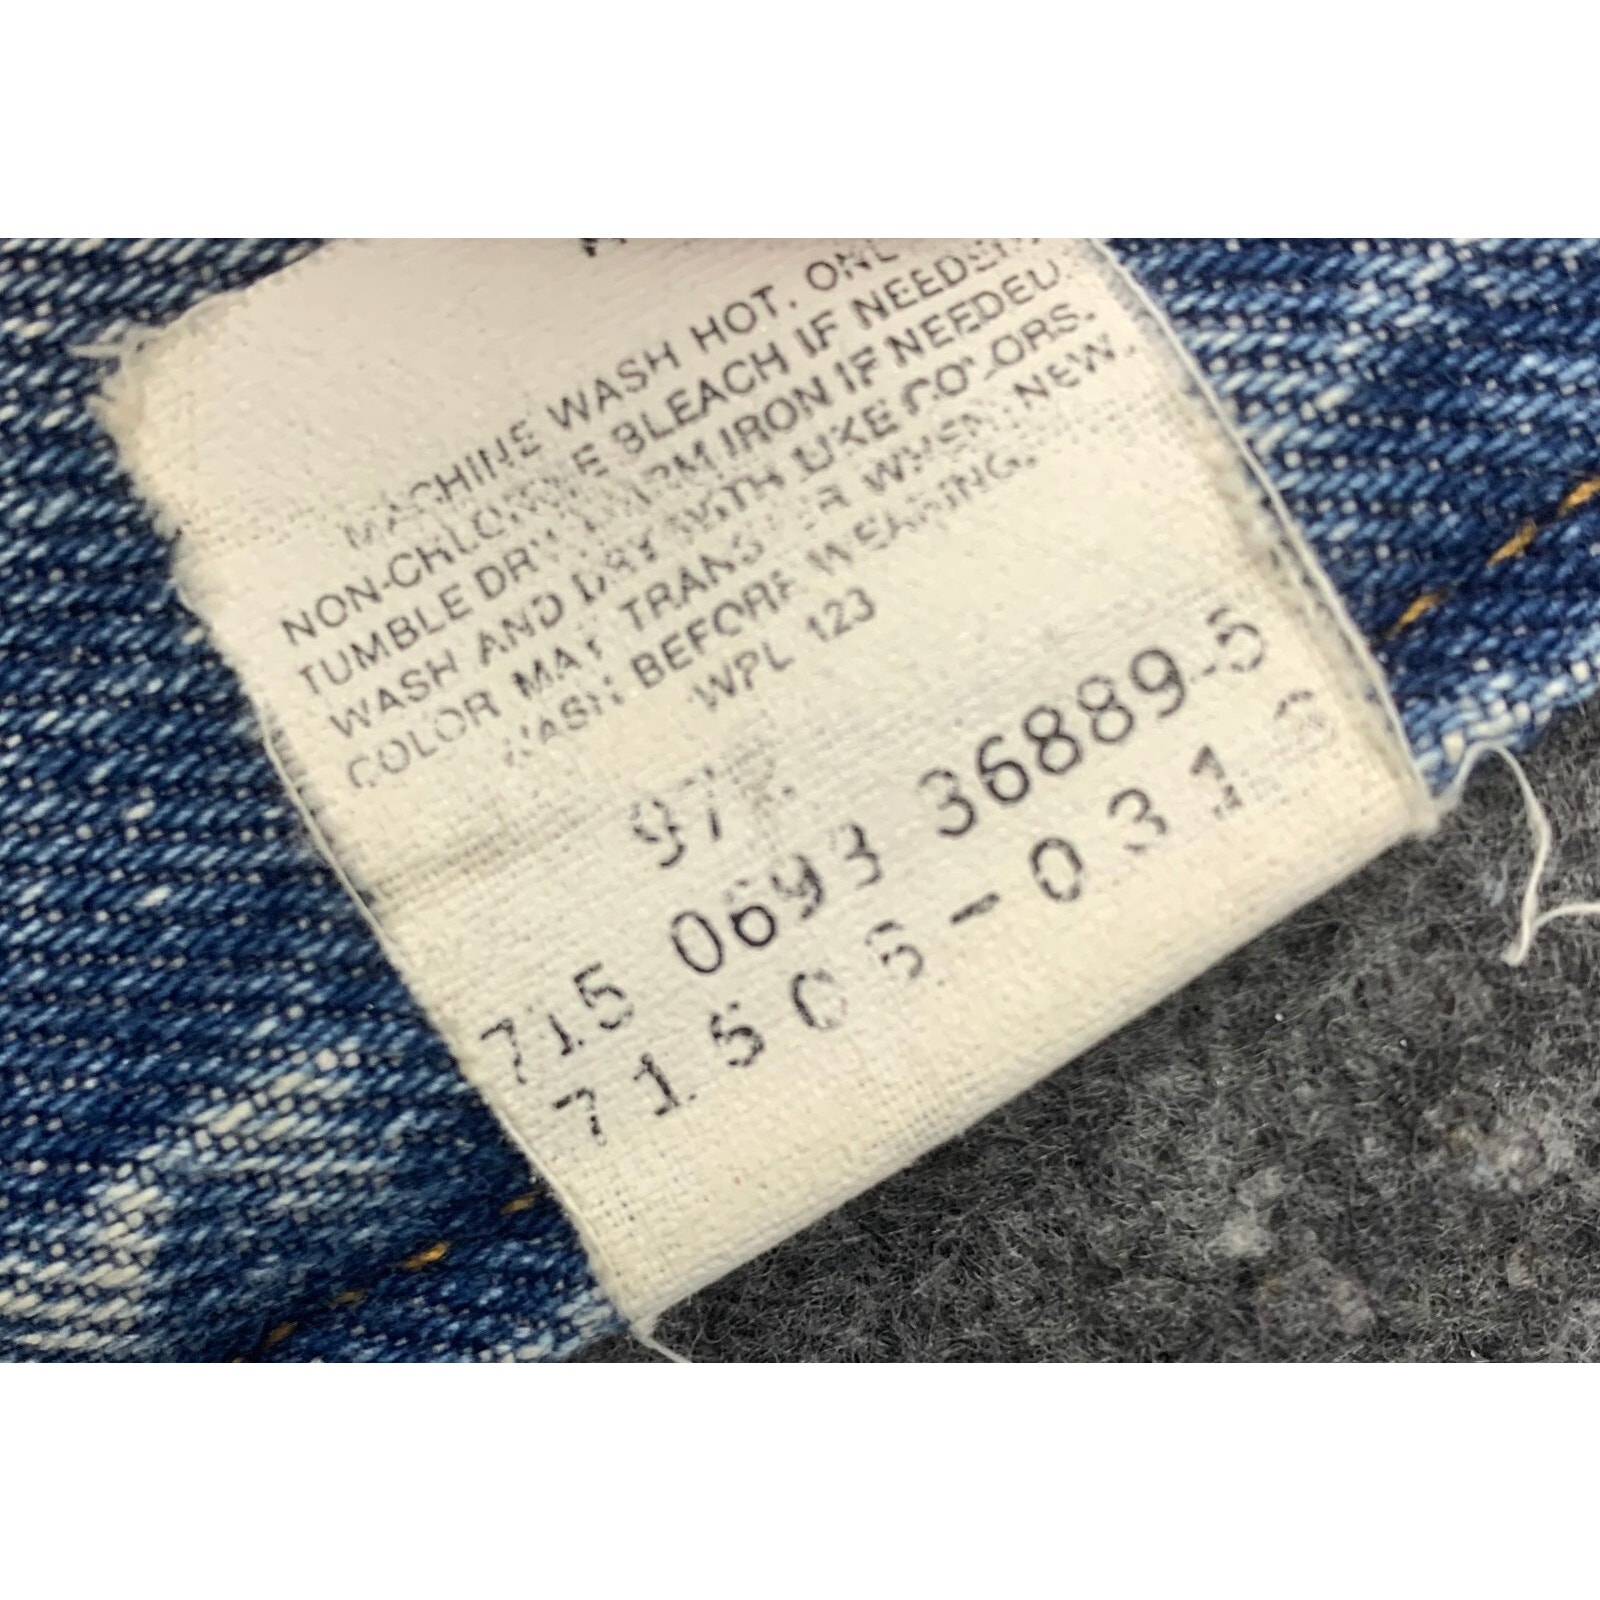 MACHINE WASH HOT. ONLY
NON-CHLORINE BLEACH IF NEEDED.
TUMBLE DRY. WARM IRON IF NEEDED.
WASH AND DRY WITH LIKE COLORS.
COLOR MAY TRANSFER WHEN NEW.
WASH BEFORE WEARING.
WPL 123
715 0693 36889-5
71505-031